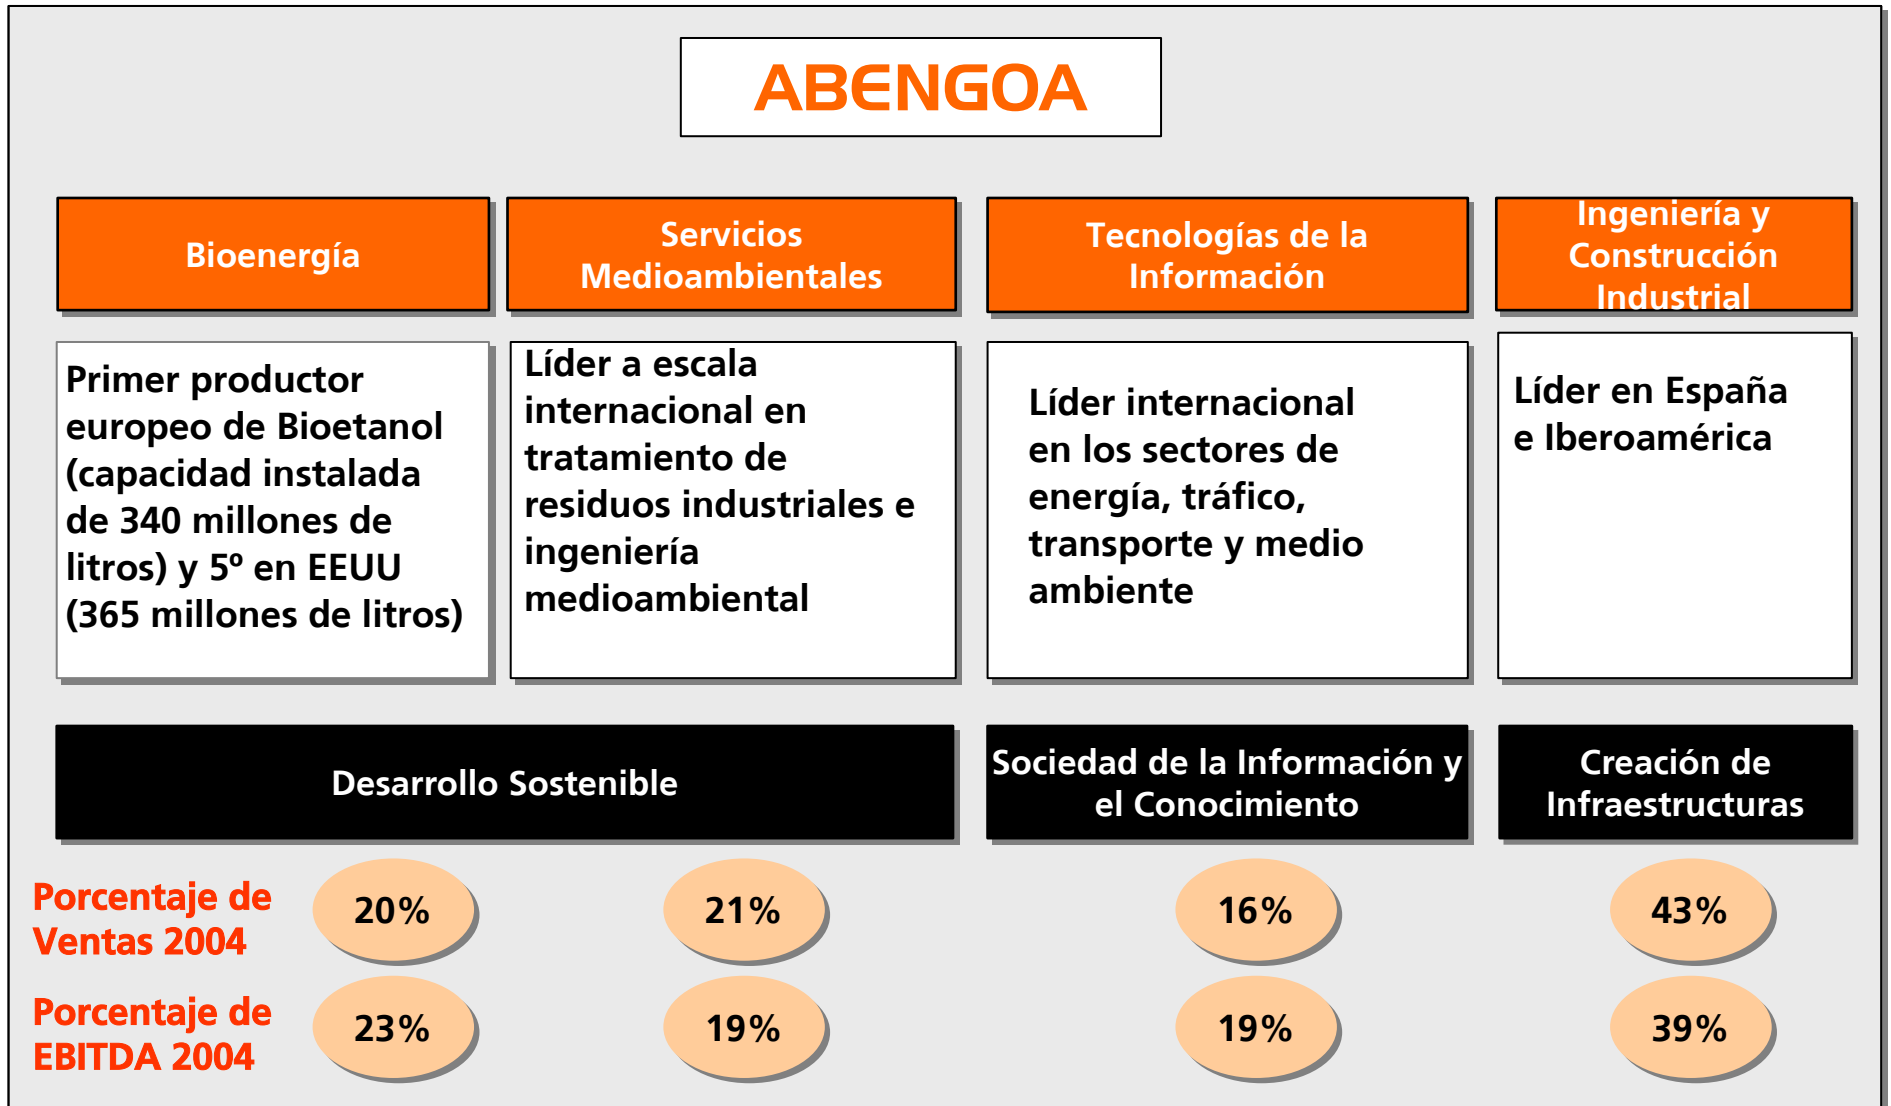 ABENGOA
Bioenergía
Servicios
Medioambientales
Tecnologías de la
Información
Ingeniería y
Construcción
Industrial
Primer productor
europeo de Bioetanol
(capacidad instalada
de 340 millones de
litros) y 5º en EEUU
(365 millones de litros)
Líder a escala
internacional en
tratamiento de
residuos industriales e
ingeniería
medioambiental
Líder internacional
en los sectores de
energía, tráfico,
transporte y medio
ambiente
Líder en España
e Iberoamérica
Desarrollo Sostenible
Sociedad de la Información y
el Conocimiento
Creación de
Infraestructuras
Porcentaje de
Ventas 2004
20%
21%
16%
43%
Porcentaje de
EBITDA 2004
23%
19%
19%
39%